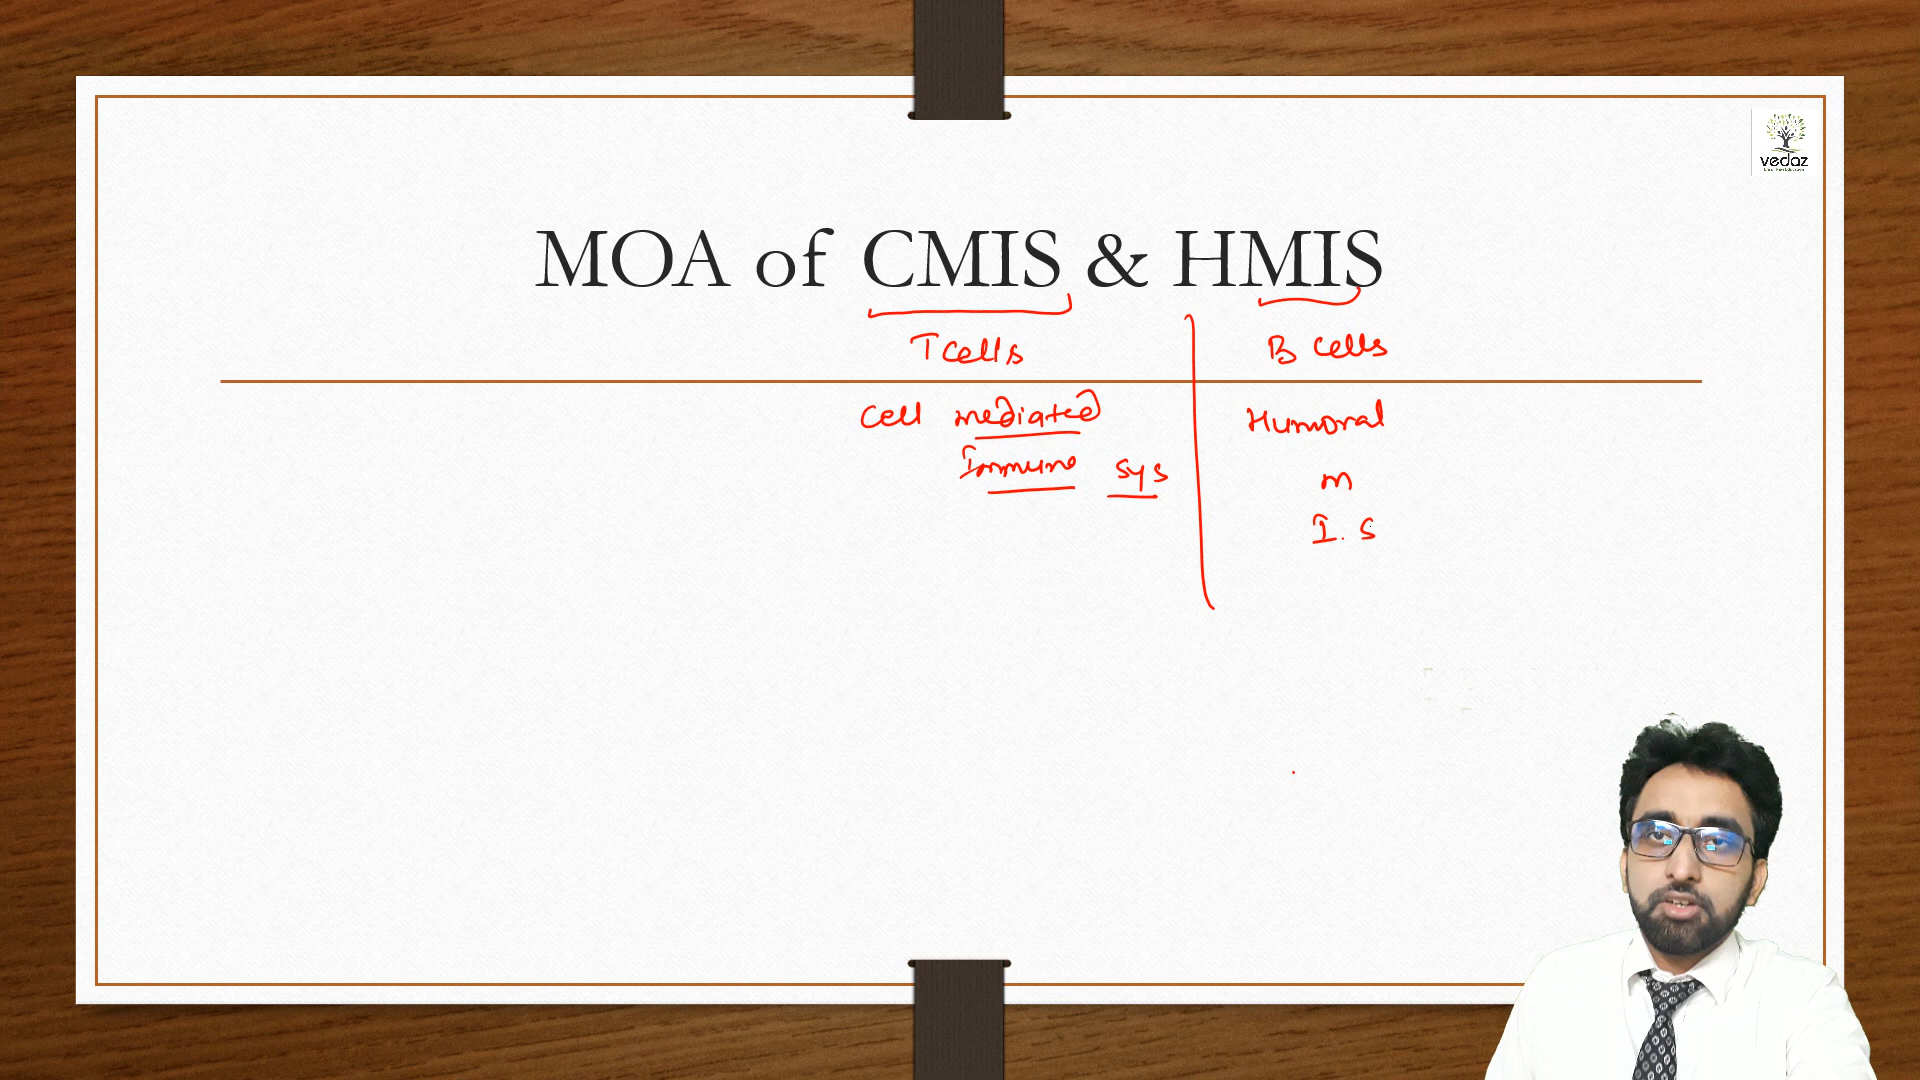 vedaz
MOA of CMIS & HMIS
T Cells
B Cells
Cell mediated
Immune Sys
Humoral
m
I. S